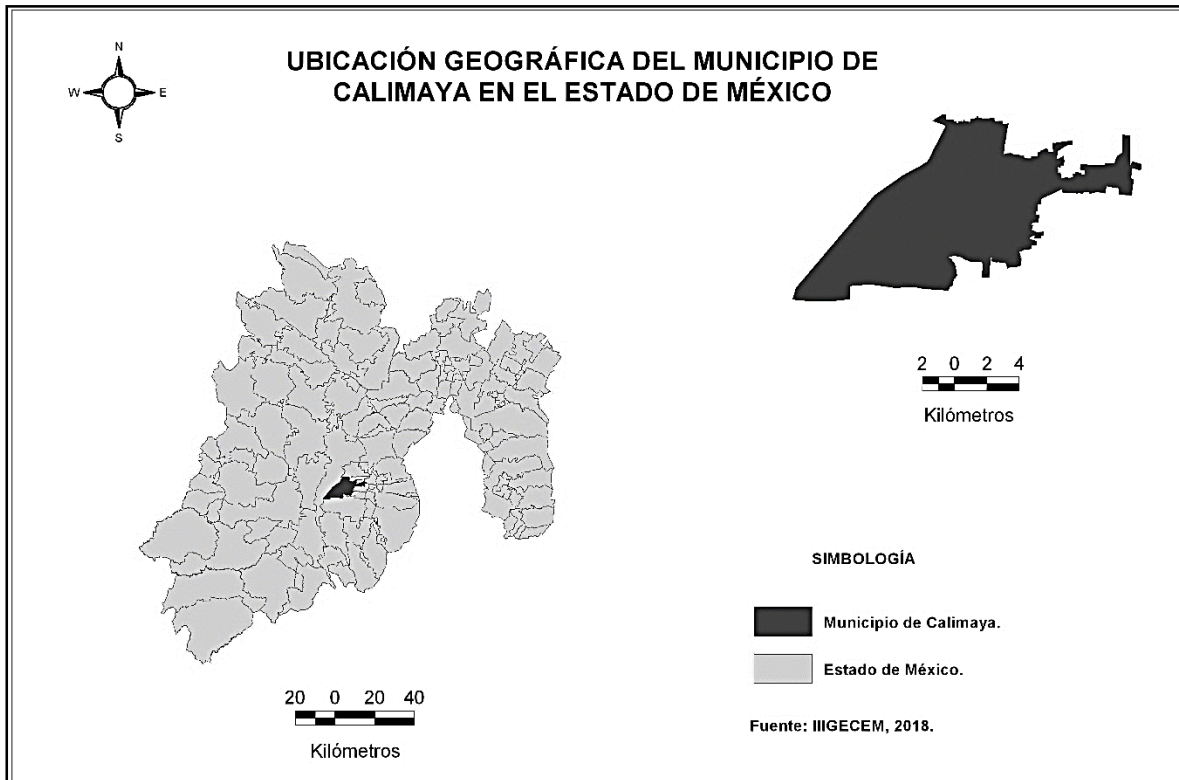 UBICACIÓN GEOGRÁFICA DEL MUNICIPIO DE
CALIMAYA EN EL ESTADO DE MÉXICO
N
W E
S
2 0 2 4
Kilómetros
20 0 20 40
Kilómetros
SIMBOLOGÍA
Municipio de Calimaya.
Estado de México.
Fuente: IIIGECEM, 2018.